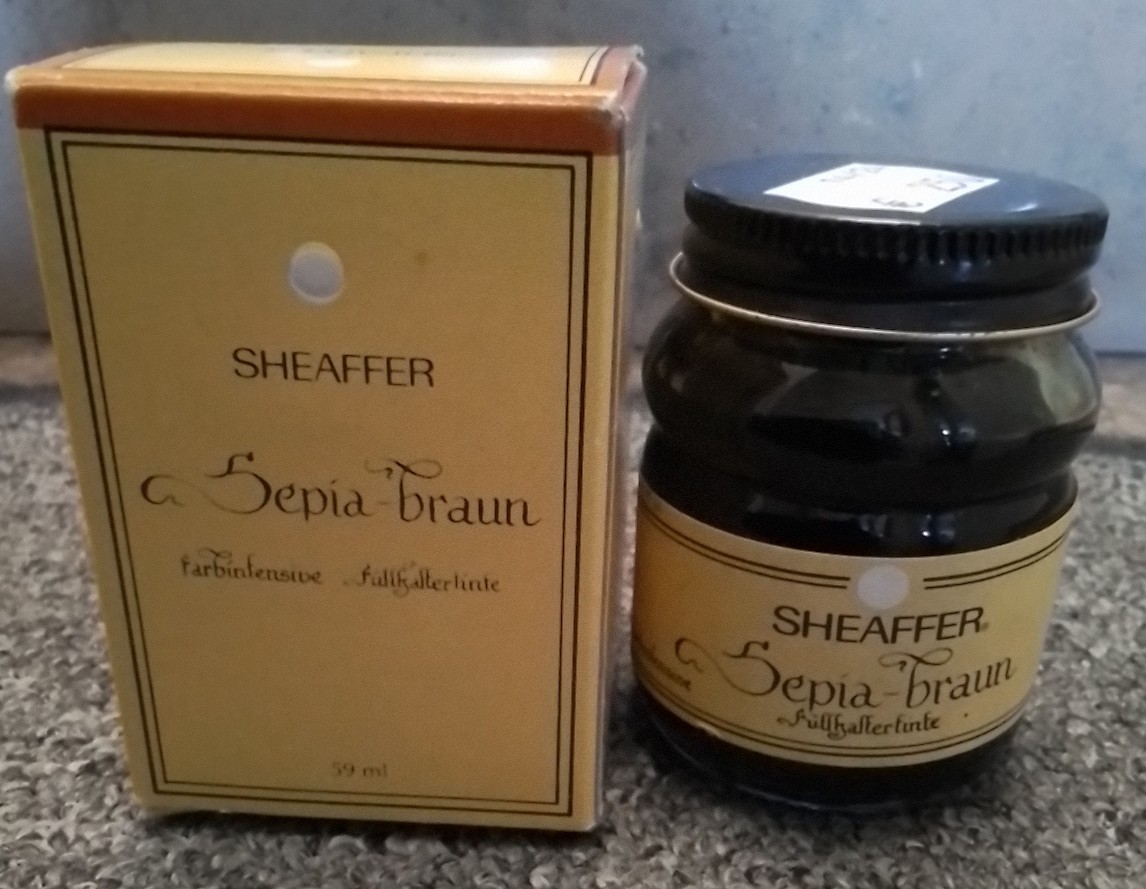 SHEAFFER
Sepia-braun
farbintensive Füllhaltertinte
59 ml
SHEAFFER®
Sepia-braun
Füllhaltertinte